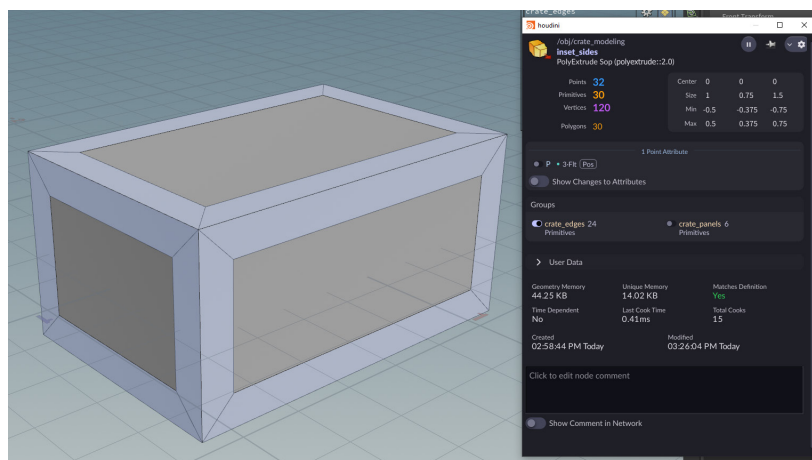 crate_edges
Front Transform
houdini
/obj/crate_modeling
inset_sides
PolyExtrude Sop (polyextrude::2.0)
Points 32
Primitives 30
Vertices 120
Polygons 30
Center 0 0 0
Size 1 0.75 1.5
Min -0.5 -0.375 -0.75
Max 0.5 0.375 0.75
1 Point Attribute
P 3-Flt Pos
Show Changes to Attributes
Groups
crate_edges 24 crate_panels 6
Primitives Primitives
User Data
Geometry Memory Unique Memory Matches Definition
44.25 KB 14.02 KB Yes
Time Dependent Last Cook Time Total Cooks
No 0.41ms 15
Created Modified
02:58:44 PM Today 03:26:04 PM Today
Click to edit node comment
Show Comment in Network